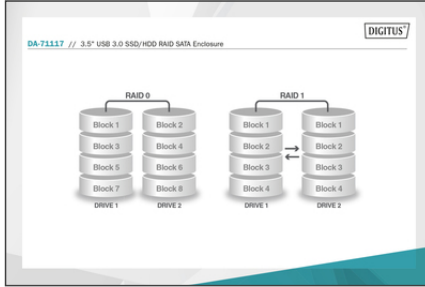 DIGITUS
DA-71117 // 3.5" USB 3.0 SSD/HDD RAID SATA Enclosure
RAID 0
Block 1 Block 2
Block 3 Block 4
Block 5 Block 6
Block 7 Block 8
DRIVE 1 DRIVE 2
RAID 1
Block 1 Block 1
Block 2 Block 2
Block 3 Block 3
Block 4 Block 4
DRIVE 1 DRIVE 2